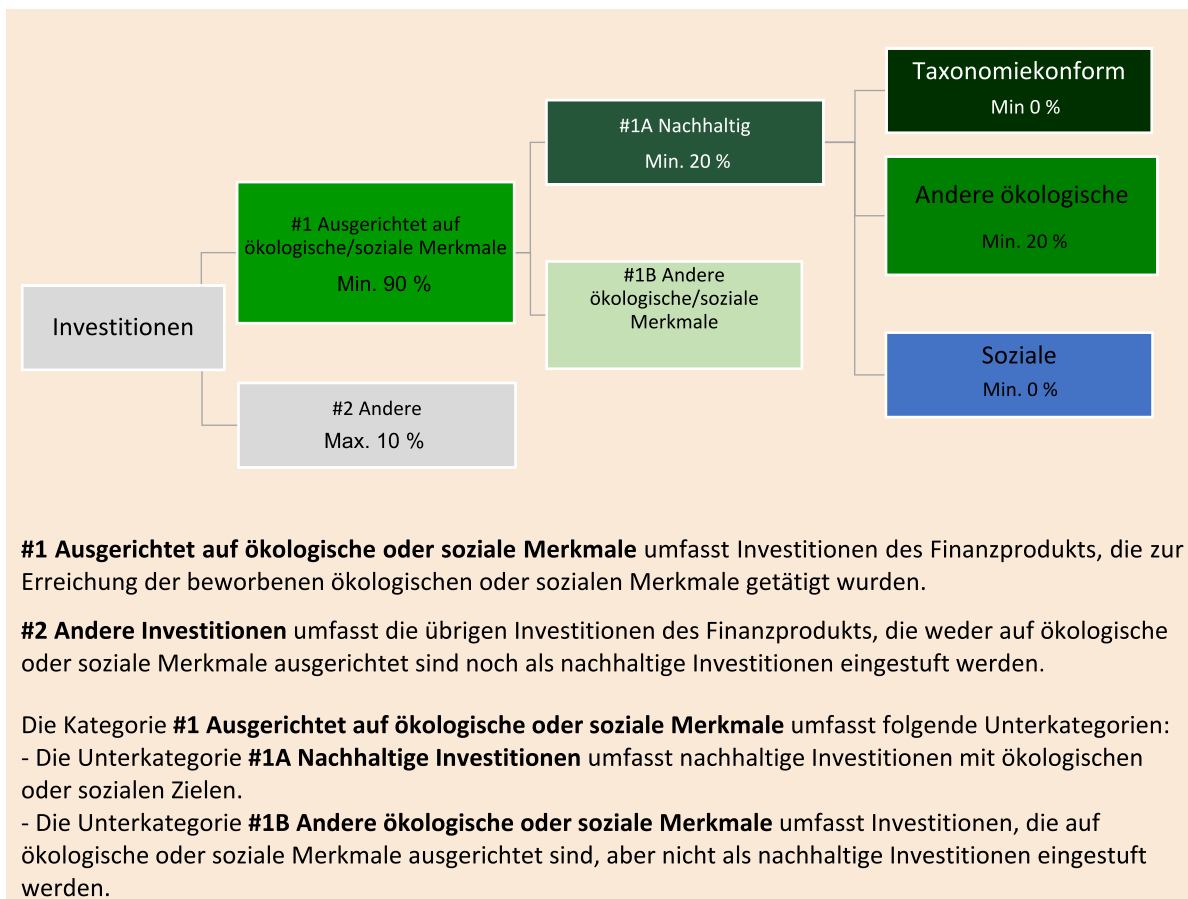 Taxonomiekonform
Min 0 %
#1A Nachhaltig
Min. 20 %
Andere ökologische
Min. 20 %
#1 Ausgerichtet auf
ökologische/soziale Merkmale
Min. 90 %
#1B Andere
ökologische/soziale
Merkmale
Investitionen
Soziale
Min. 0 %
#2 Andere
Max. 10 %
#1 Ausgerichtet auf ökologische oder soziale Merkmale umfasst Investitionen des Finanzprodukts, die zur
Erreichung der beworbenen ökologischen oder sozialen Merkmale getätigt wurden.
#2 Andere Investitionen umfasst die übrigen Investitionen des Finanzprodukts, die weder auf ökologische
oder soziale Merkmale ausgerichtet sind noch als nachhaltige Investitionen eingestuft werden.
Die Kategorie #1 Ausgerichtet auf ökologische oder soziale Merkmale umfasst folgende Unterkategorien:
- Die Unterkategorie #1A Nachhaltige Investitionen umfasst nachhaltige Investitionen mit ökologischen
oder sozialen Zielen.
- Die Unterkategorie #1B Andere ökologische oder soziale Merkmale umfasst Investitionen, die auf
ökologische oder soziale Merkmale ausgerichtet sind, aber nicht als nachhaltige Investitionen eingestuft
werden.